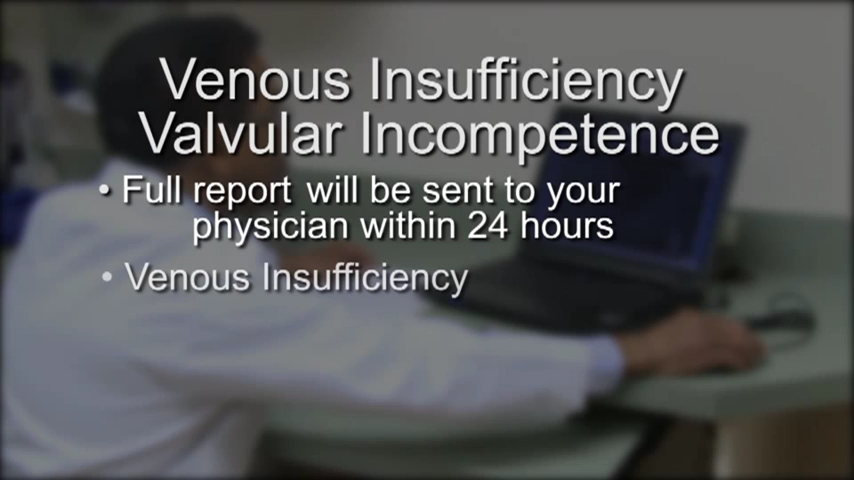 Venous Insufficiency
Valvular Incompetence
• Full report will be sent to your
physician within 24 hours
• Venous Insufficiency